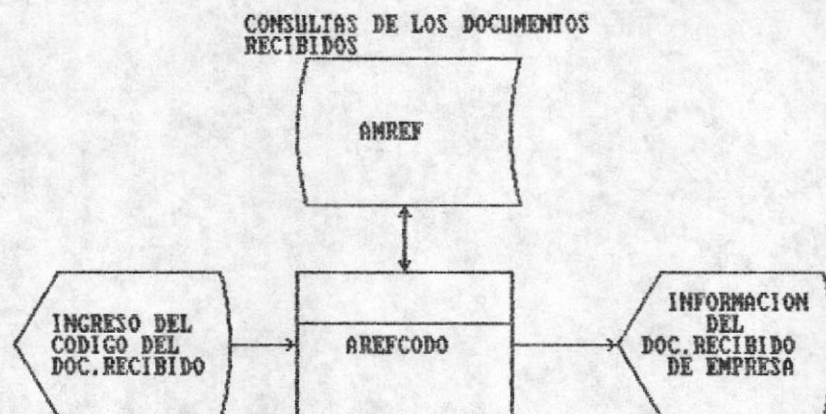 CONSULTAS DE LOS DOCUMENTOS
RECIBIDOS
AMREF
INGRESO DEL
CODIGO DEL
DOC.RECIBIDO
AREFCODO
INFORMACION
DEL
DOC.RECIBIDO
DE EMPRESA